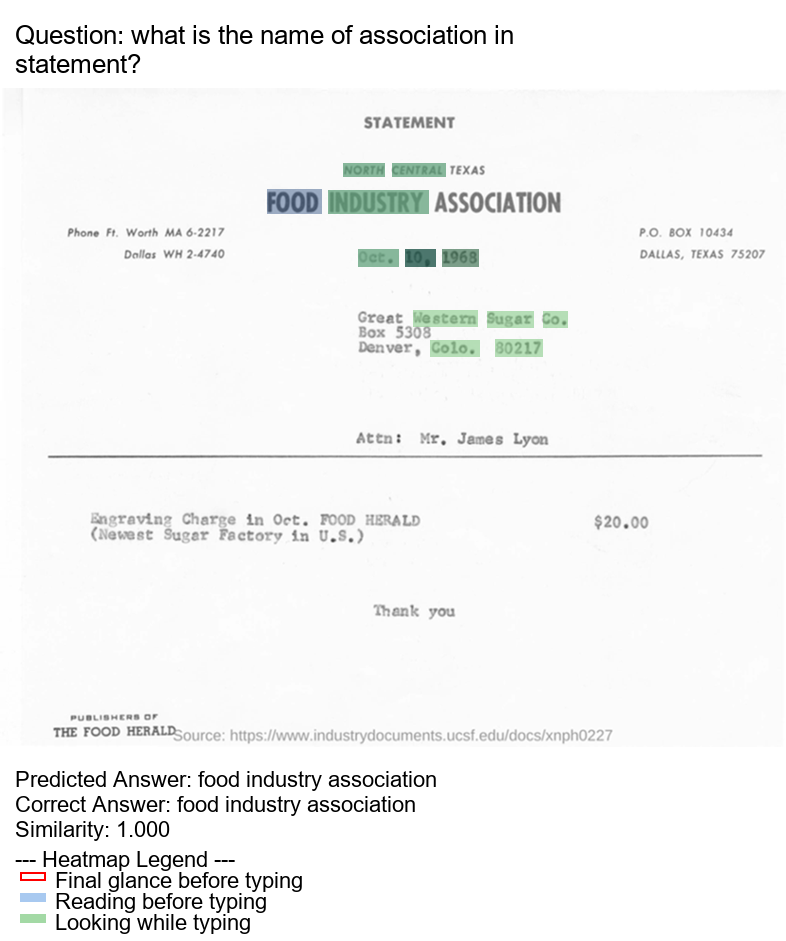 Question: what is the name of association in
statement?
STATEMENT
NORTH CENTRAL TEXAS
FOOD INDUSTRY ASSOCIATION
Phone Ft. Worth MA 6-2217
Dallas WH 2-4740
P.O. BOX 10434
DALLAS, TEXAS 75207
Oct. 10, 1968
Great Western Sugar Co.
Box 5308
Denver, Colo. 80217
Attn: Mr. James Lyon
Engraving Charge in Oct. FOOD HERALD $20.00
(Newest Sugar Factory in U.S.)
Thank you
PUBLISHERS OF
THE FOOD HERALD
Source: https://www.industrydocuments.ucsf.edu/docs/xnph0227
Predicted Answer: food industry association
Correct Answer: food industry association
Similarity: 1.000
--- Heatmap Legend ---
Final glance before typing
Reading before typing
Looking while typing